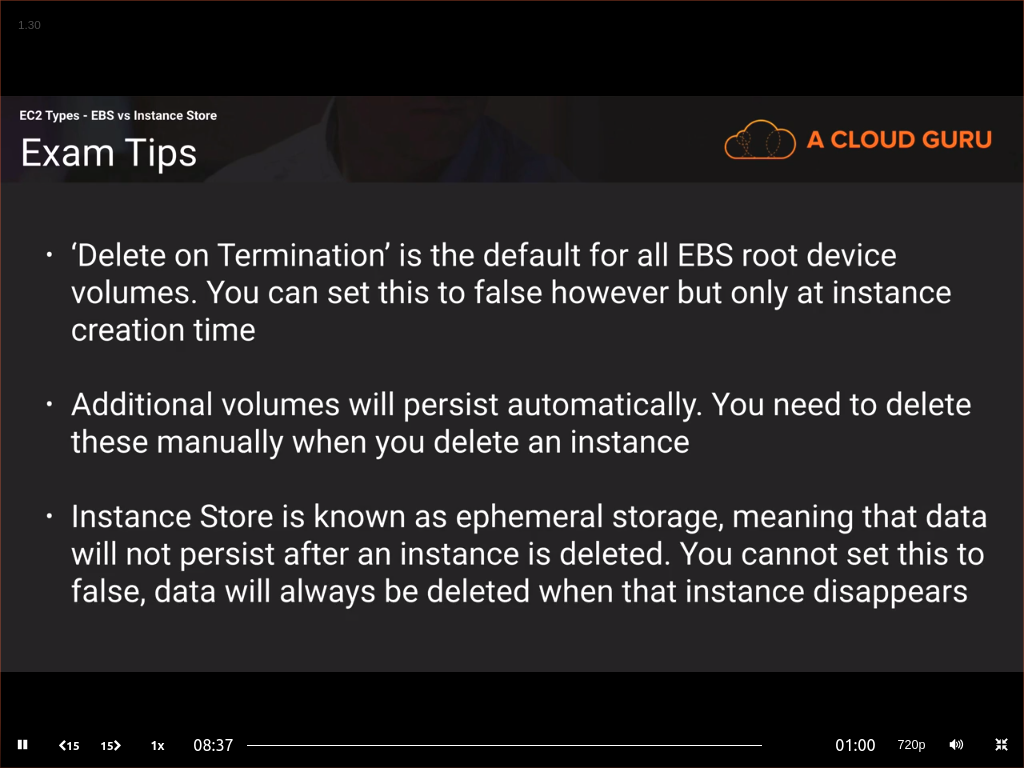 1.30
EC2 Types - EBS vs Instance Store
Exam Tips
A CLOUD GURU
• ‘Delete on Termination’ is the default for all EBS root device
volumes. You can set this to false however but only at instance
creation time
• Additional volumes will persist automatically. You need to delete
these manually when you delete an instance
• Instance Store is known as ephemeral storage, meaning that data
will not persist after an instance is deleted. You cannot set this to
false, data will always be deleted when that instance disappears
15 15 1x 08:37 01:00 720p